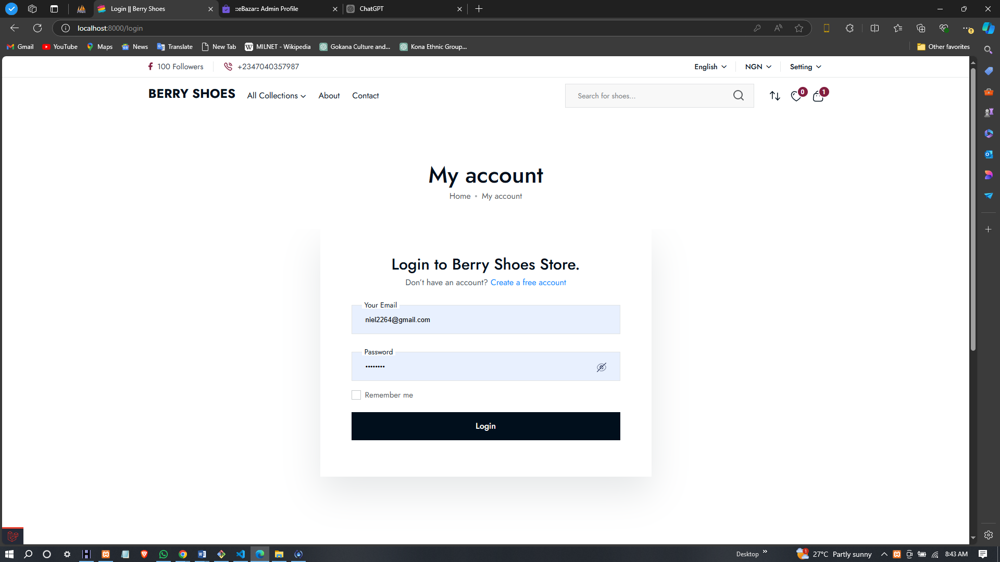 Login || Berry Shoes
::eBazar:: Admin Profile
ChatGPT
localhost:8000/login
Gmail
YouTube
Maps
News
Translate
New Tab
MILNET - Wikipedia
Gokana Culture and...
Kona Ethnic Group...
Other favorites
100 Followers
+2347040357987
English
NGN
Setting
BERRY SHOES
All Collections
About
Contact
Search for shoes...
0
1
My account
Home • My account
Login to Berry Shoes Store.
Don't have an account? Create a free account
Your Email
niel2264@gmail.com
Password
••••••••
Remember me
Login
Desktop
1
27°C Partly sunny
8:43 AM